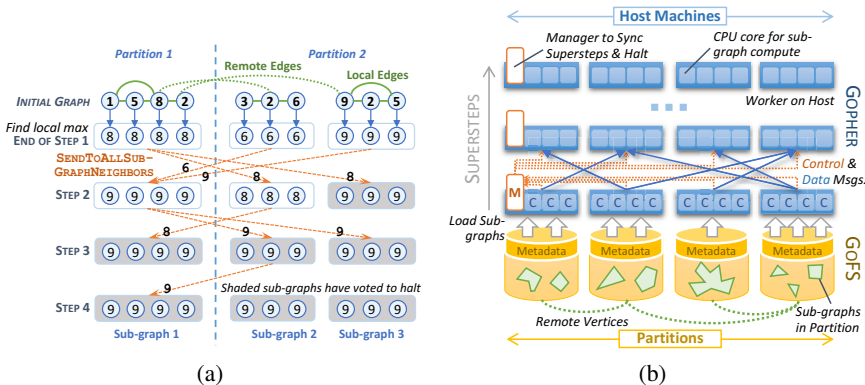 Partition 1
Partition 2
Remote Edges
Local Edges
INITIAL GRAPH
1 5 8 2
3 2 6
9 2 5
Find local max
END OF STEP 1
8 8 8 8
6 6 6
9 9 9
SENDTOALLSUB-
GRAPHNEIGHBORS
6
9
8
8
STEP 2
9 9 9 9
8 8 8
9 9 9
8
9
9
STEP 3
9 9 9 9
9 9 9
9 9 9
9
Shaded sub-graphs have voted to halt
STEP 4
9 9 9 9
9 9 9
9 9 9
Sub-graph 1
Sub-graph 2
Sub-graph 3
(a)
Host Machines
Manager to Sync
Supersteps & Halt
CPU core for sub-
graph compute
Worker on Host
SUPERSTEPS
GOPHER
Control &
Data Msgs.
M
C C C C
C C C C
C C C C
C C C C
Load Sub-
graphs
Metadata
Metadata
Metadata
Metadata
GOFS
Remote Vertices
Sub-graphs
in Partition
Partitions
(b)